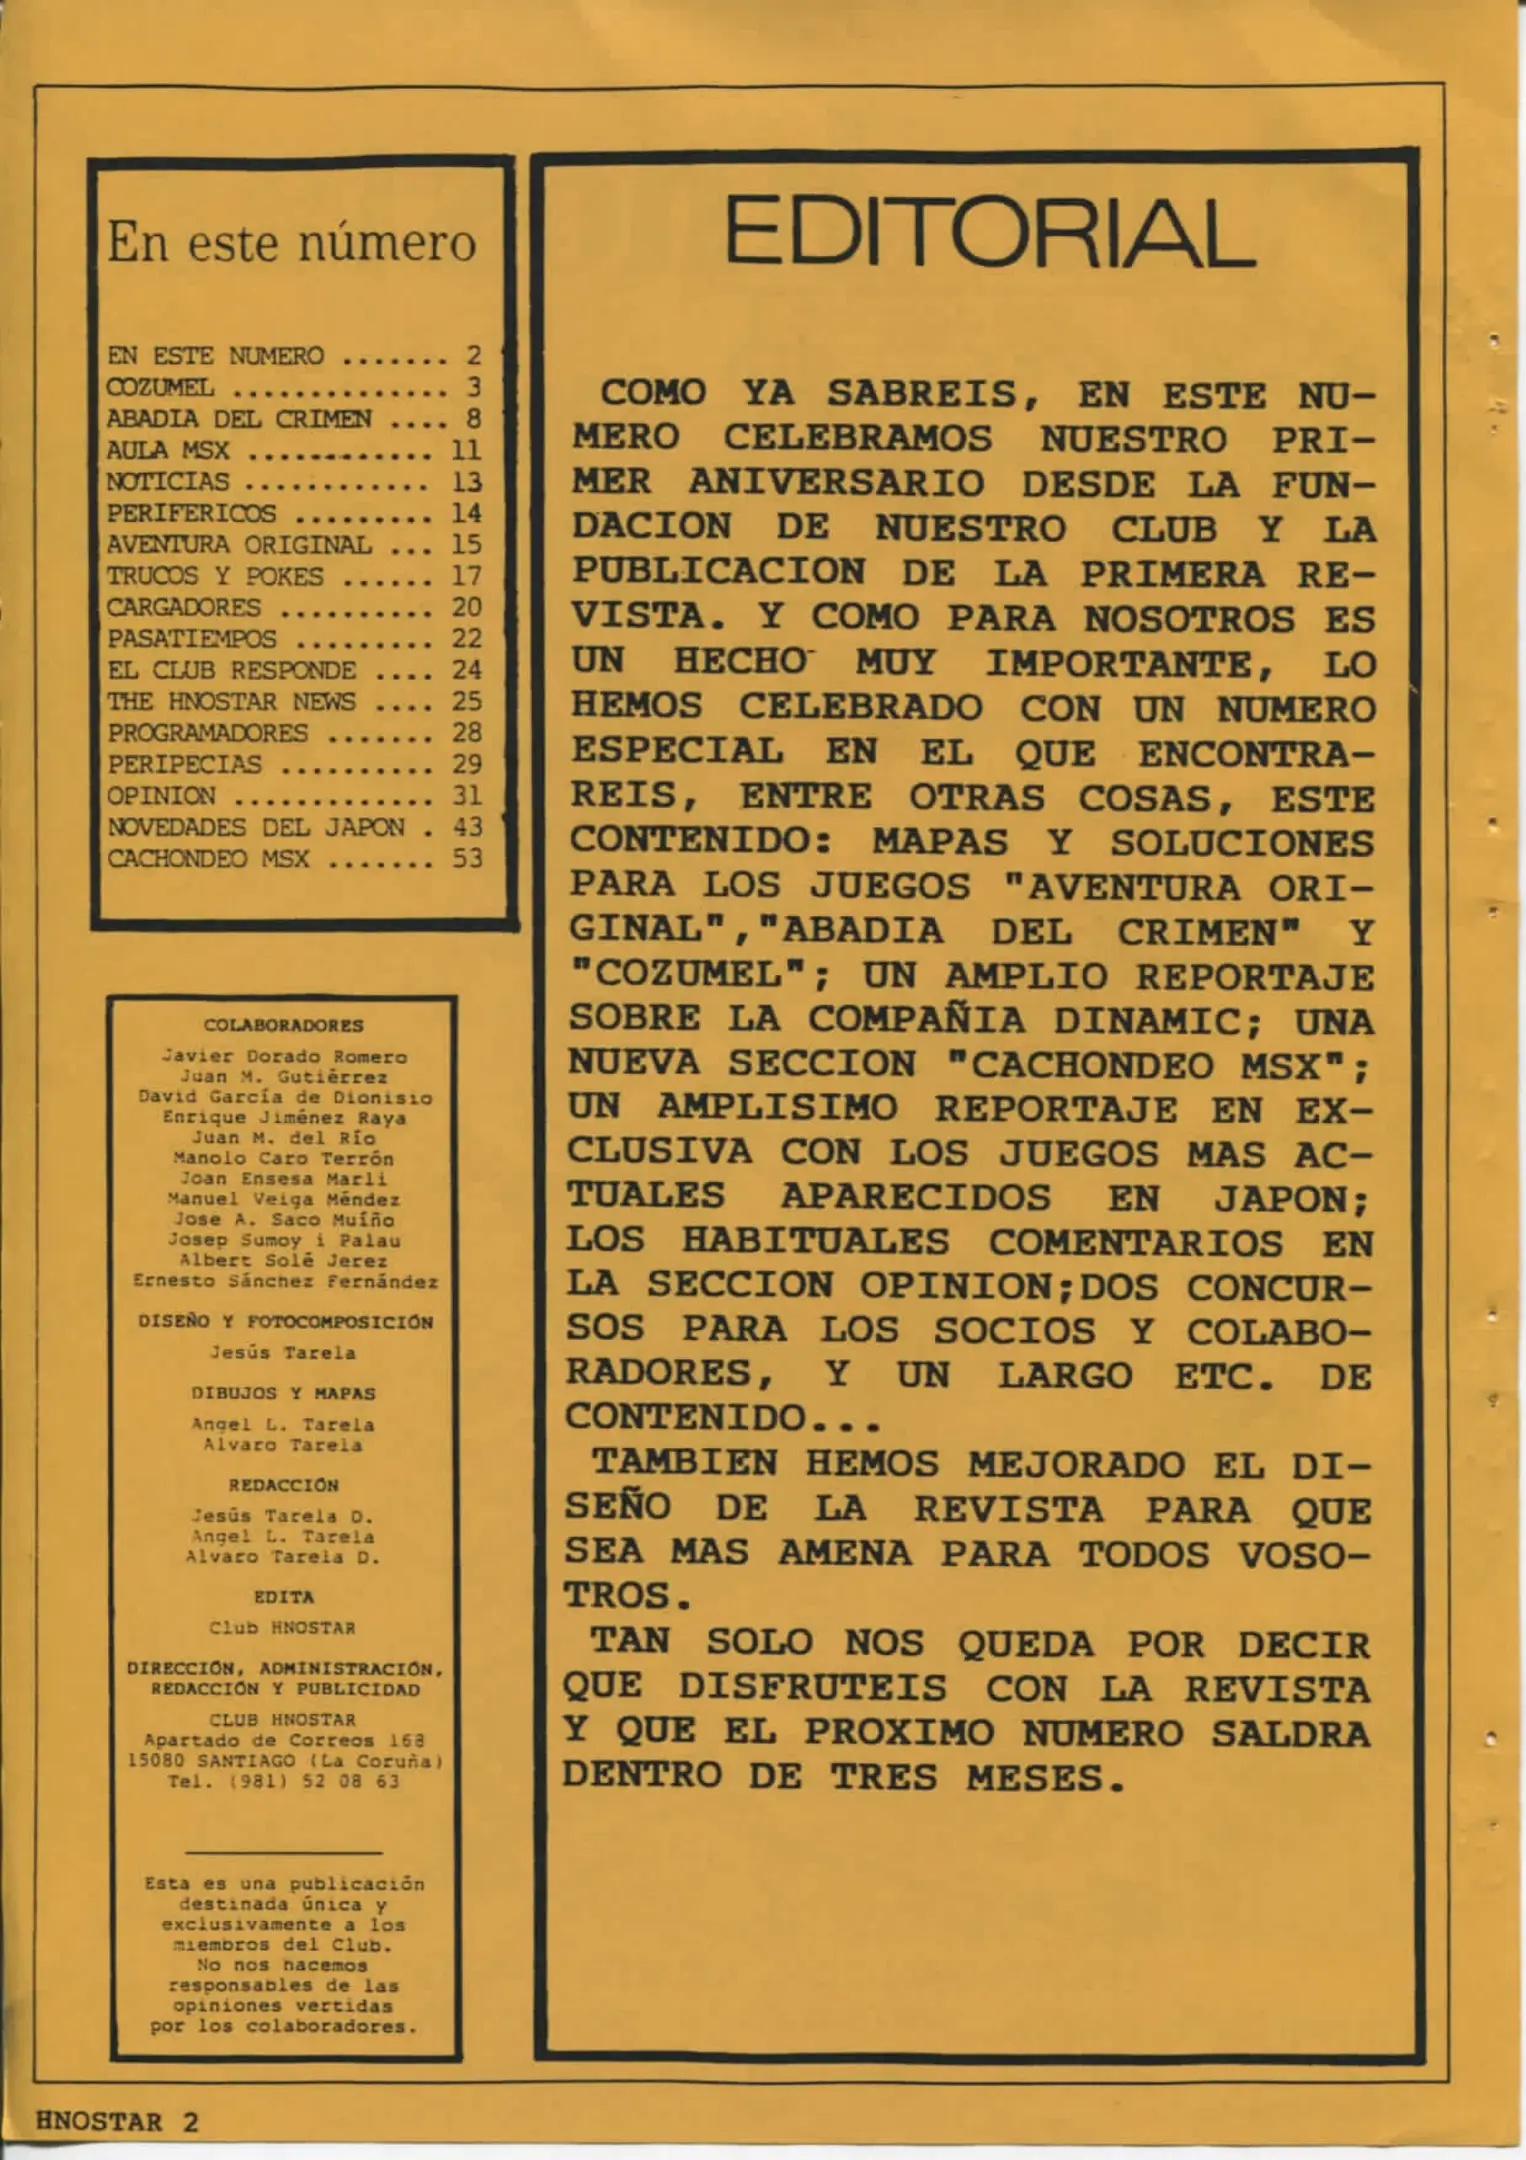 En este número
EN ESTE NUMERO ....... 2
COZUMEL .............. 3
ABADIA DEL CRIMEN .... 8
AULA MSX ............ 11
NOTICIAS ............ 13
PERIFERICOS ......... 14
AVENTURA ORIGINAL ... 15
TRUCOS Y POKES ...... 17
CARGADORES .......... 20
PASATIEMPOS ......... 22
EL CLUB RESPONDE .... 24
THE HNOSTAR NEWS .... 25
PROGRAMADORES ....... 28
PERIPECIAS .......... 29
OPINION ............. 31
NOVEDADES DEL JAPON . 43
CACHONDEO MSX ....... 53
COLABORADORES
Javier Dorado Romero
Juan M. Gutiérrez
David García de Dionisio
Enrique Jiménez Raya
Juan M. del Río
Manolo Caro Terrón
Joan Ensesa Marli
Manuel Veiga Méndez
Jose A. Saco Muíño
Josep Sumoy i Palau
Albert Solé Jerez
Ernesto Sánchez Fernández
DISEÑO Y FOTOCOMPOSICIÓN
Jesús Tarela
DIBUJOS Y MAPAS
Angel L. Tarela
Alvaro Tarela
REDACCIÓN
Jesús Tarela D.
Angel L. Tarela
Alvaro Tarela D.
EDITA
Club HNOSTAR
DIRECCIÓN, ADMINISTRACIÓN,
REDACCIÓN Y PUBLICIDAD
CLUB HNOSTAR
Apartado de Correos 168
15080 SANTIAGO (La Coruña)
Tel. (981) 52 08 63
Esta es una publicación
destinada única y
exclusivamente a los
miembros del Club.
No nos hacemos
responsables de las
opiniones vertidas
por los colaboradores.
EDITORIAL
COMO YA SABREIS, EN ESTE NU-
MERO CELEBRAMOS NUESTRO PRI-
MER ANIVERSARIO DESDE LA FUN-
DACION DE NUESTRO CLUB Y LA
PUBLICACION DE LA PRIMERA RE-
VISTA. Y COMO PARA NOSOTROS ES
UN HECHO MUY IMPORTANTE, LO
HEMOS CELEBRADO CON UN NUMERO
ESPECIAL EN EL QUE ENCONTRA-
REIS, ENTRE OTRAS COSAS, ESTE
CONTENIDO: MAPAS Y SOLUCIONES
PARA LOS JUEGOS "AVENTURA ORI-
GINAL","ABADIA DEL CRIMEN" Y
"COZUMEL"; UN AMPLIO REPORTAJE
SOBRE LA COMPAÑIA DINAMIC; UNA
NUEVA SECCION "CACHONDEO MSX";
UN AMPLISIMO REPORTAJE EN EX-
CLUSIVA CON LOS JUEGOS MAS AC-
TUALES APARECIDOS EN JAPON;
LOS HABITUALES COMENTARIOS EN
LA SECCION OPINION;DOS CONCUR-
SOS PARA LOS SOCIOS Y COLABO-
RADORES, Y UN LARGO ETC. DE
CONTENIDO...
TAMBIEN HEMOS MEJORADO EL DI-
SEÑO DE LA REVISTA PARA QUE
SEA MAS AMENA PARA TODOS VOSO-
TROS.
TAN SOLO NOS QUEDA POR DECIR
QUE DISFRUTEIS CON LA REVISTA
Y QUE EL PROXIMO NUMERO SALDRA
DENTRO DE TRES MESES.
HNOSTAR 2